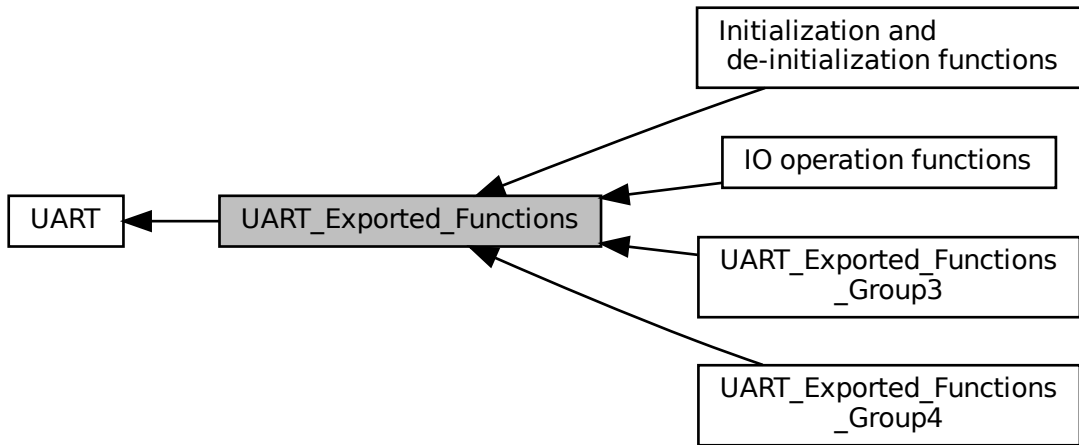 Initialization and
de-initialization functions
IO operation functions
UART
UART_Exported_Functions
UART_Exported_Functions
_Group3
UART_Exported_Functions
_Group4